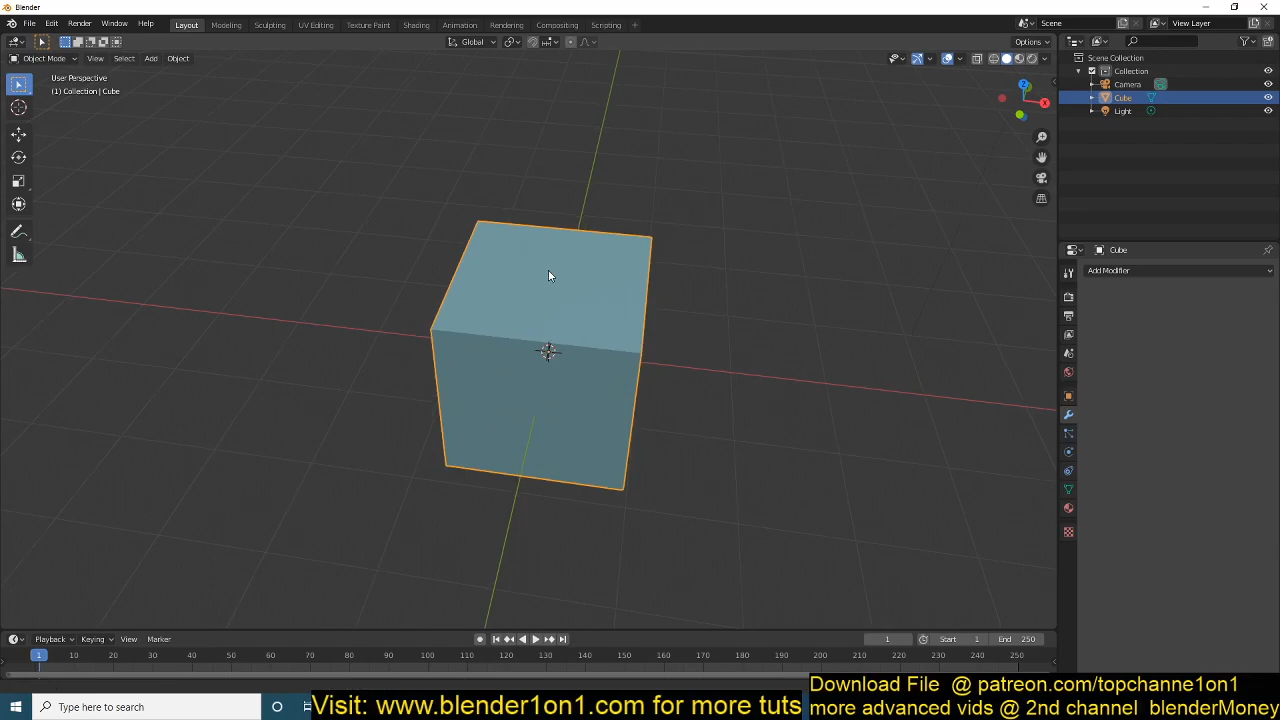 Blender
File Edit Render Window Help Layout Modeling Sculpting UV Editing Texture Paint Shading Animation Rendering Compositing Scripting + Scene View Layer
Global Options
Object Mode View Select Add Object
User Perspective
(1) Collection | Cube
Z
X
Scene Collection
Collection
Camera
Cube
Light
Cube
Add Modifier
Playback Keying View Marker 1 Start 1 End 250
1 10 20 30 40 50 60 70 80 90 100 110 120 130 140 150 160 170 180 190 200 210 220 230 240 250
Type here to search
Visit: www.blender1on1.com for more tuts
Download File @ patreon.com/topchanne1on1
more advanced vids @ 2nd channel blenderMoney